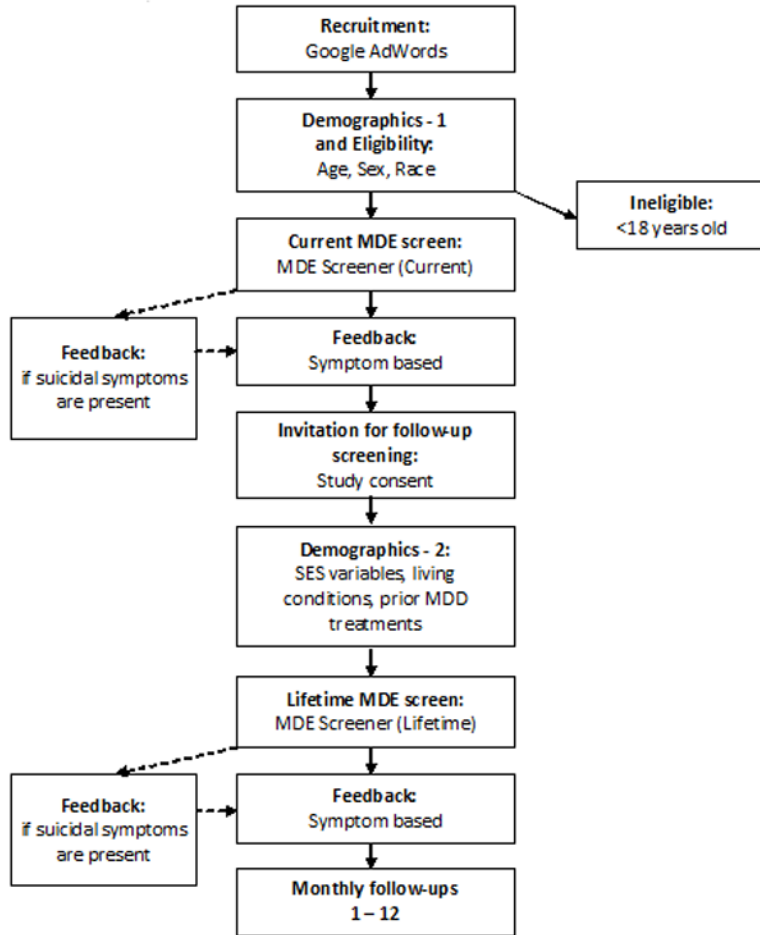 Recruitment:
Google AdWords
Demographics - 1
and Eligibility:
Age, Sex, Race
Ineligible:
<18 years old
Current MDE screen:
MDE Screener (Current)
Feedback:
if suicidal symptoms
are present
Feedback:
Symptom based
Invitation for follow-up
screening:
Study consent
Demographics - 2:
SES variables, living
conditions, prior MDD
treatments
Lifetime MDE screen:
MDE Screener (Lifetime)
Feedback:
if suicidal symptoms
are present
Feedback:
Symptom based
Monthly follow-ups
1 – 12